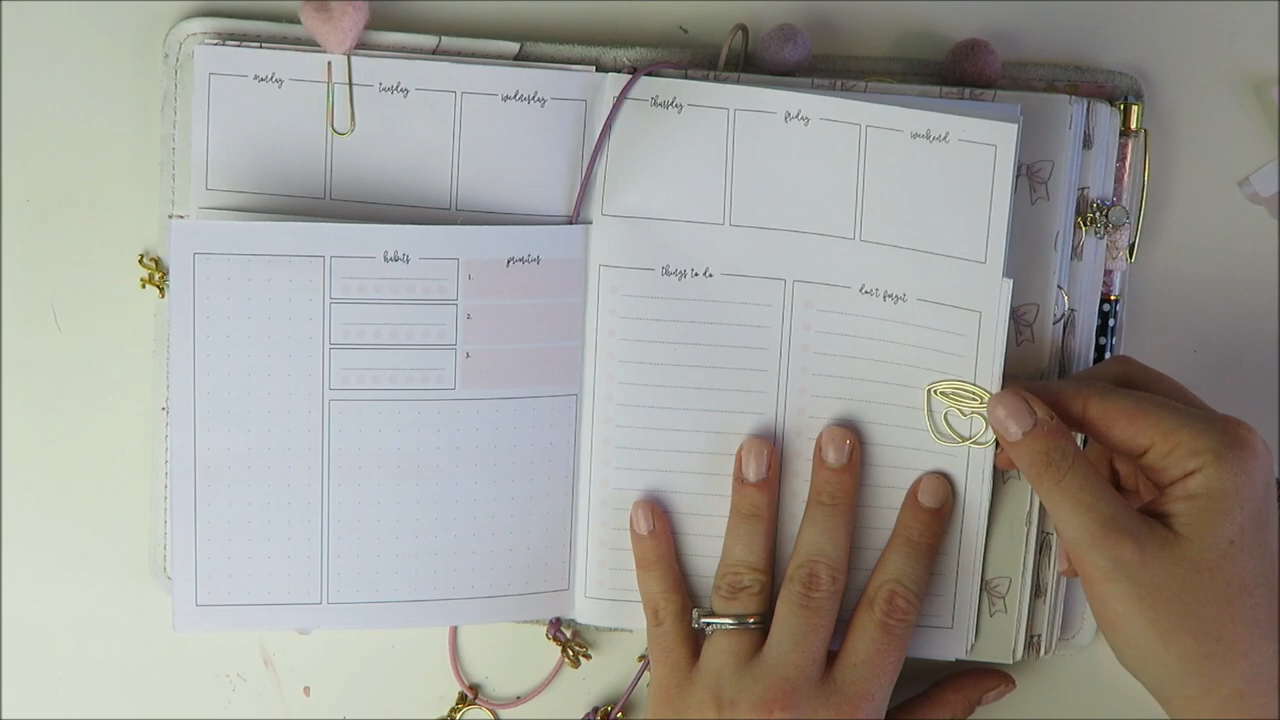 monday tuesday wednesday thursday friday weekend
habits priorities
1.
2.
3.
things to do don't forget